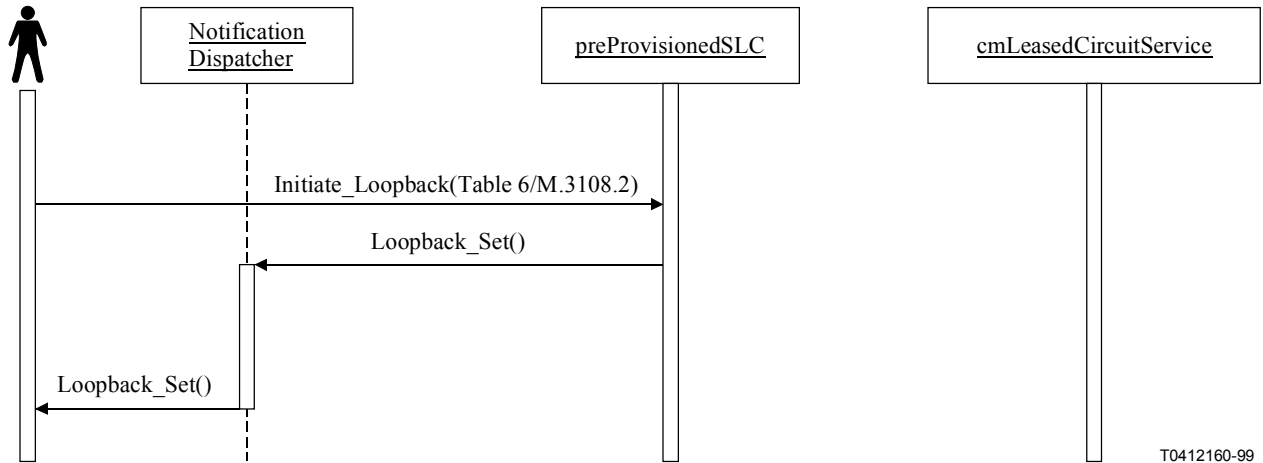 Notification
Dispatcher
preProvisionedSLC
cmLeasedCircuitService
Initiate_Loopback(Table 6/M.3108.2)
Loopback_Set()
Loopback_Set()
T0412160-99